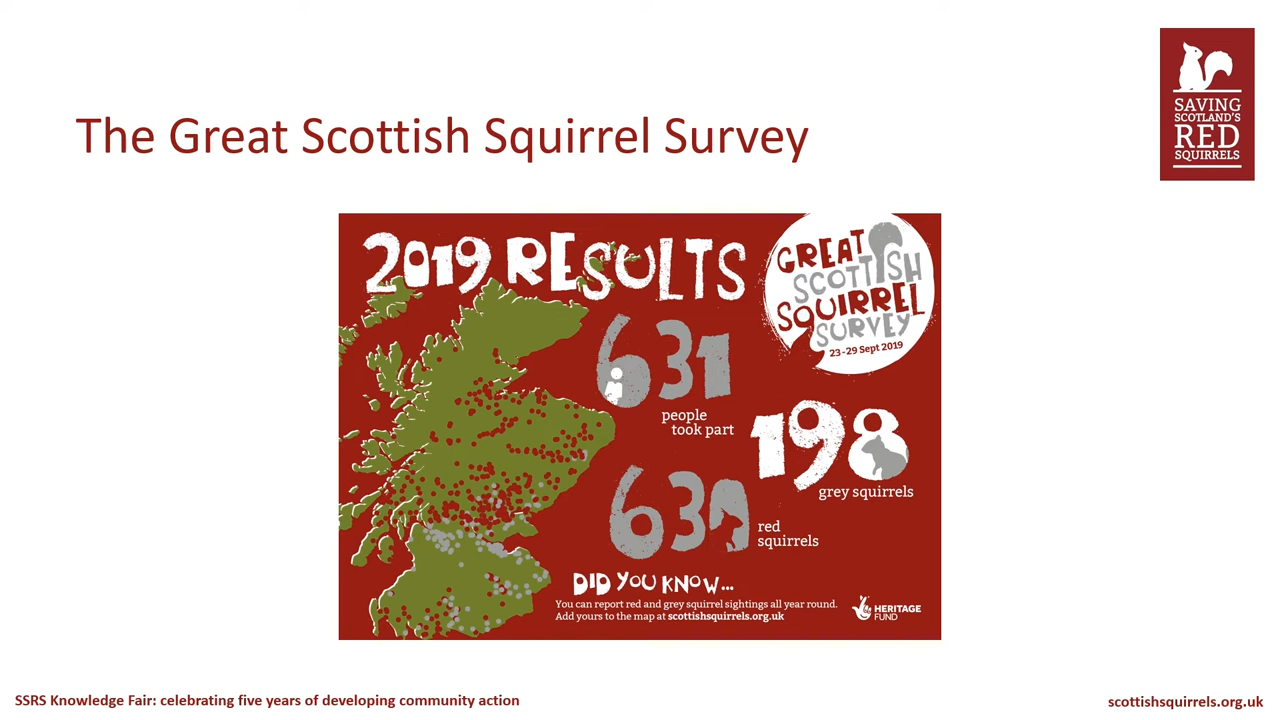 The Great Scottish Squirrel Survey
SAVING
SCOTLAND'S
RED
SQUIRRELS
2019 RESULTS
GREAT
SCOTTISH
SQUIRREL
SURVEY
23-29 Sept 2019
631
people
took part
198
grey squirrels
630
red
squirrels
DID YOU KNOW...
You can report red and grey squirrel sightings all year round.
Add yours to the map at scottishsquirrels.org.uk
HERITAGE
FUND
SSRS Knowledge Fair: celebrating five years of developing community action
scottishsquirrels.org.uk